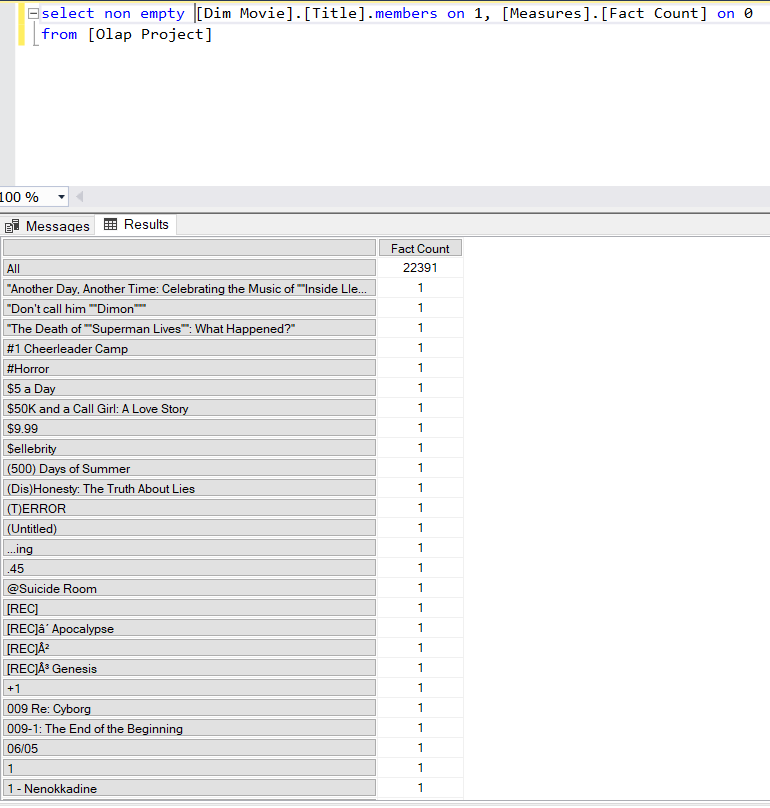 select non empty [Dim Movie].[Title].members on 1, [Measures].[Fact Count] on 0
from [Olap Project]
100 %
Messages Results
Fact Count
All 22391
"Another Day, Another Time: Celebrating the Music of ""Inside Lle... 1
"Don't call him ""Dimon""" 1
"The Death of ""Superman Lives"": What Happened?" 1
#1 Cheerleader Camp 1
#Horror 1
$5 a Day 1
$50K and a Call Girl: A Love Story 1
$9.99 1
$ellebrity 1
(500) Days of Summer 1
(Dis)Honesty: The Truth About Lies 1
(T)ERROR 1
(Untitled) 1
...ing 1
.45 1
@Suicide Room 1
[REC] 1
[REC]â´ Apocalypse 1
[REC]Â² 1
[REC]Â³ Genesis 1
+1 1
009 Re: Cyborg 1
009-1: The End of the Beginning 1
06/05 1
1 1
1 - Nenokkadine 1